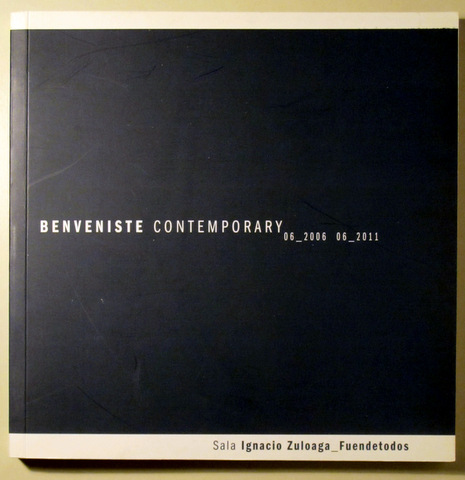 BENVENISTE CONTEMPORARY
06_2006 06_2011
Sala Ignacio Zuloaga_Fuendetodos